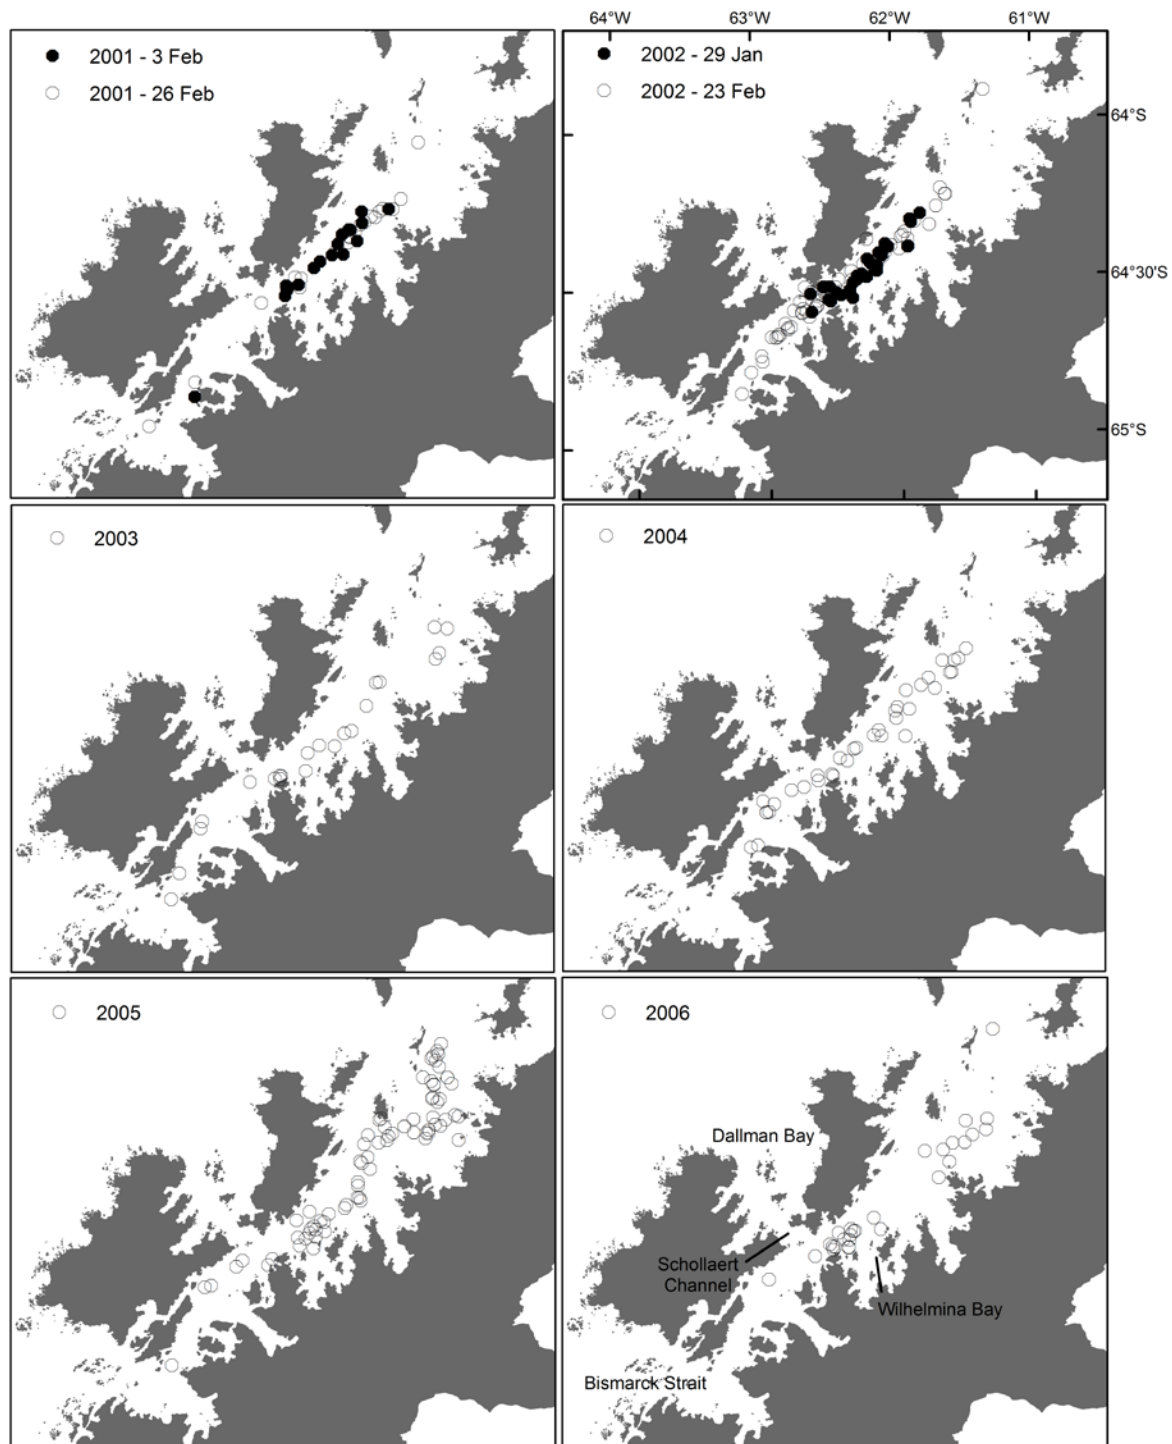 64°W 63°W 62°W 61°W
2001 - 3 Feb
2001 - 26 Feb
2002 - 29 Jan
2002 - 23 Feb
64°S
64°30'S
65°S
2003
2004
2005
2006
Dallman Bay
Schollaert
Channel
Wilhelmina Bay
Bismarck Strait